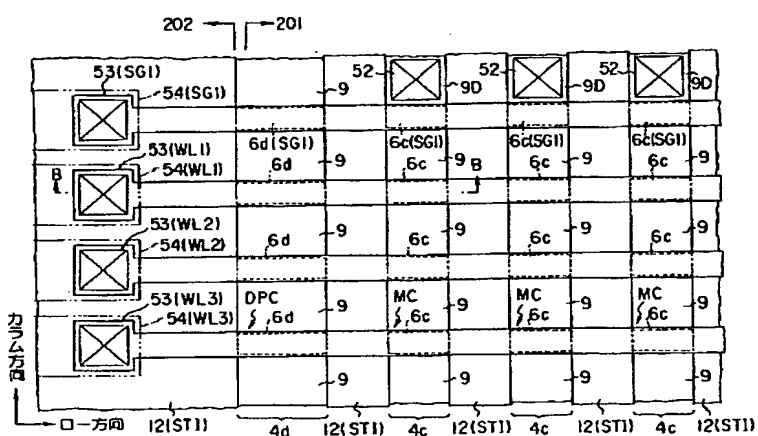 202 201
53(SG1) 52 52 52
54(SG1) 9 9D 9D 9D
6d(SG1) 6c(SG1) 6c(SG1) 6c(SG1)
53(WL1) 9 9 9 9
B 54(WL1) 6d 6c B 6c 6c
53(WL2)
54(WL2) 6d 9 6c 9 6c 9 6c 9
53(WL3) DPC MC MC MC
54(WL3) 6d 9 6c 9 6c 9 6c 9
9 9 9 9
カラム方向
ロー方向 12(STI) 4d 12(STI) 4c 12(STI) 4c 12(STI) 4c 12(STI)